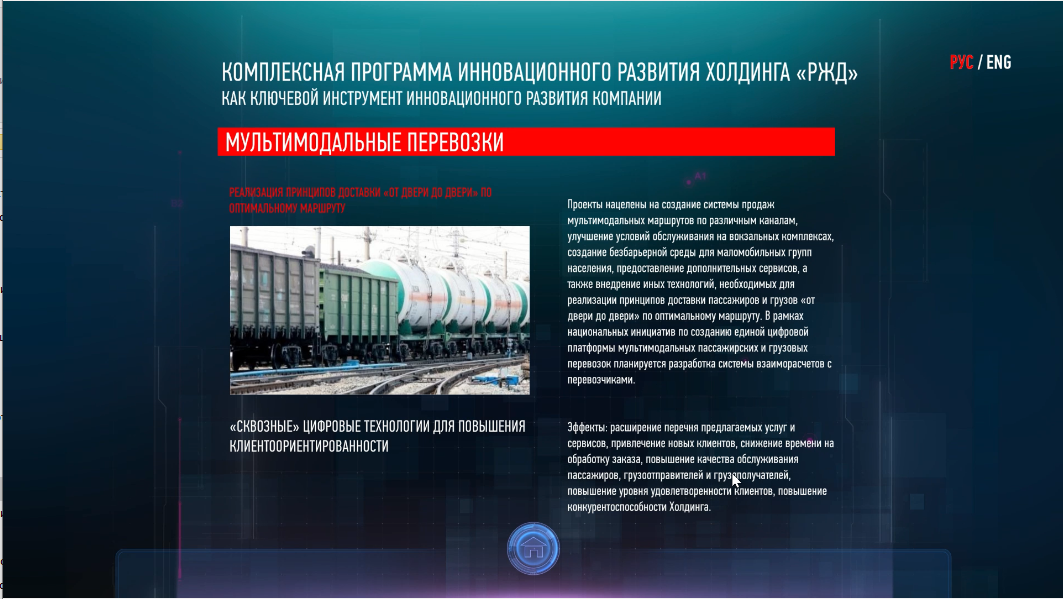 КОМПЛЕКСНАЯ ПРОГРАММА ИННОВАЦИОННОГО РАЗВИТИЯ ХОЛДИНГА «РЖД»
РУС / ENG
КАК КЛЮЧЕВОЙ ИНСТРУМЕНТ ИННОВАЦИОННОГО РАЗВИТИЯ КОМПАНИИ
МУЛЬТИМОДАЛЬНЫЕ ПЕРЕВОЗКИ
РЕАЛИЗАЦИЯ ПРИНЦИПОВ ДОСТАВКИ «ОТ ДВЕРИ ДО ДВЕРИ» ПО
ОПТИМАЛЬНОМУ МАРШРУТУ
«СКВОЗНЫЕ» ЦИФРОВЫЕ ТЕХНОЛОГИИ ДЛЯ ПОВЫШЕНИЯ
КЛИЕНТООРИЕНТИРОВАННОСТИ
A1
Проекты нацелены на создание системы продаж
мультимодальных маршрутов по различным каналам,
улучшение условий обслуживания на вокзальных комплексах,
создание безбарьерной среды для маломобильных групп
населения, предоставление дополнительных сервисов, а
также внедрение иных технологий, необходимых для
реализации принципов доставки пассажиров и грузов «от
двери до двери» по оптимальному маршруту. В рамках
национальных инициатив по созданию единой цифровой
платформы мультимодальных пассажирских и грузовых
перевозок планируется разработка системы взаиморасчетов с
перевозчиками.
Эффекты: расширение перечня предлагаемых услуг и
сервисов, привлечение новых клиентов, снижение времени на
обработку заказа, повышение качества обслуживания
пассажиров, грузоотправителей и грузополучателей,
повышение уровня удовлетворенности клиентов, повышение
конкурентоспособности Холдинга.